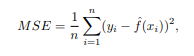 MSE = \frac{1}{n} \sum_{i=1}^{n} (y_i - \hat{f}(x_i))^2,